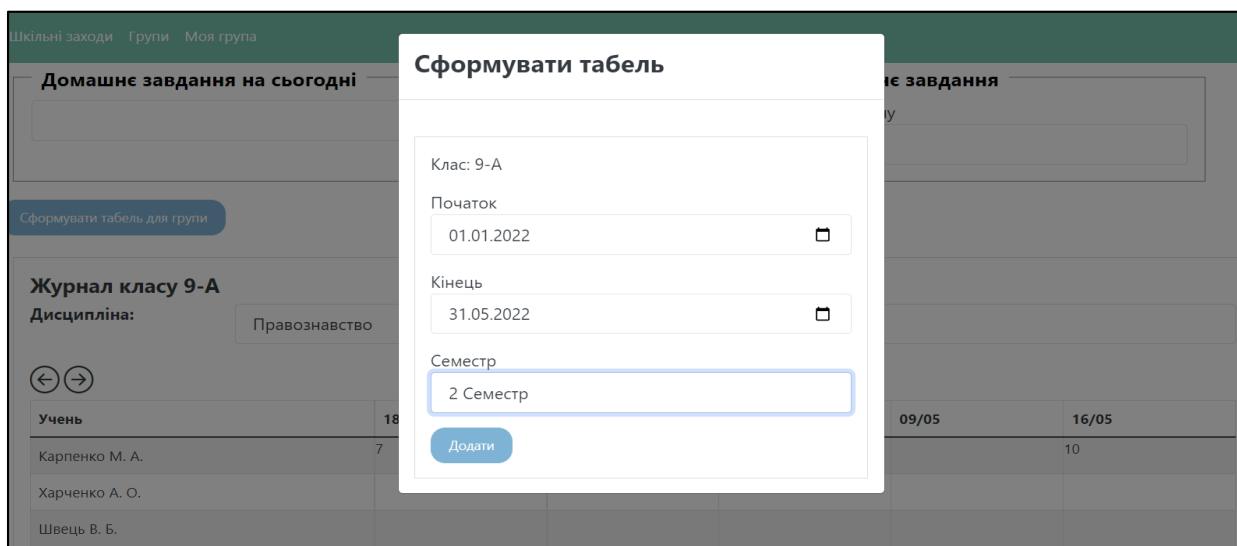 Шкільні заходи Групи Моя група
Сформувати табель
Домашнє завдання на сьогодні
завдання
Клас: 9-А
Початок
01.01.2022
Сформувати табель для групи
Кінець
31.05.2022
Журнал класу 9-А
Дисципліна:
Правознавство
Семестр
2 Семестр
Учень 18 09/05 16/05
Додати
Карпенко М. А. 7 10
Харченко А. О.
Швець В. Б.